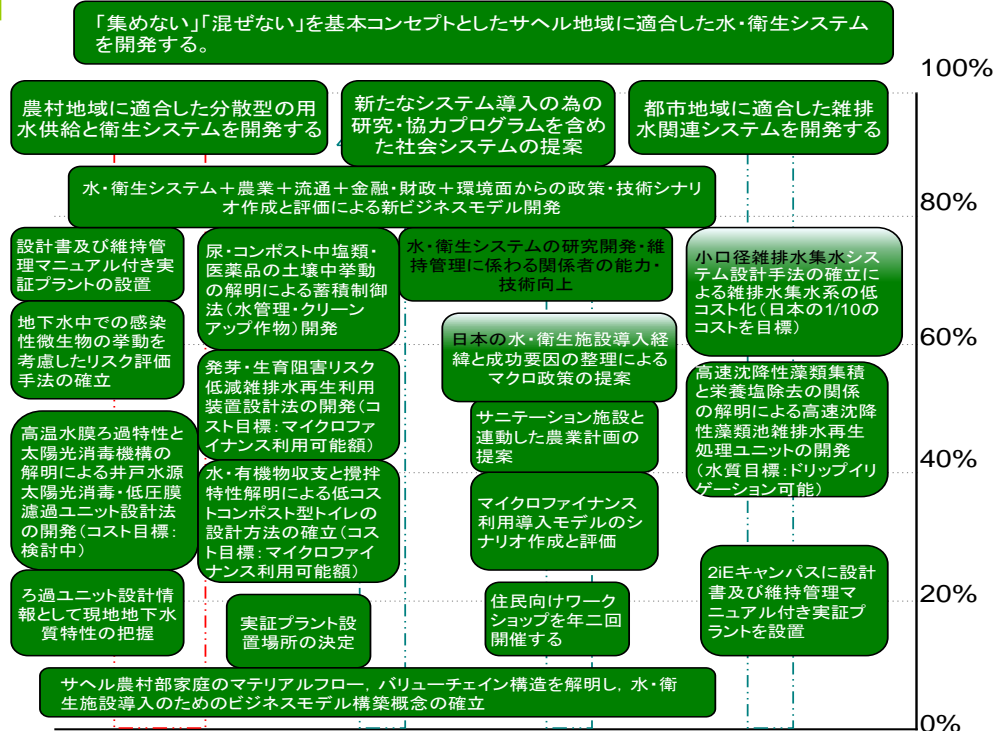 「集めない」「混ぜない」を基本コンセプトとしたサヘル地域に適合した水・衛生システム
を開発する。
100%
農村地域に適合した分散型の用
水供給と衛生システムを開発する
新たなシステム導入の為の
研究・協力プログラムを含め
た社会システムの提案
都市地域に適合した雑排
水関連システムを開発する
水・衛生システム＋農業＋流通＋金融・財政＋環境面からの政策・技術シナリ
オ作成と評価による新ビジネスモデル開発
80%
設計書及び維持管
理マニュアル付き実
証プラントの設置
地下水中での感染
性微生物の挙動を
考慮したリスク評価
手法の確立
高温水膜ろ過特性と
太陽光消毒機構の
解明による井戸水源
太陽光消毒・低圧膜
濾過ユニット設計法
の開発（コスト目標：
検討中）
ろ過ユニット設計情
報として現地地下水
質特性の把握
尿・コンポスト中塩類・
医薬品の土壌中挙動
の解明による蓄積制御
法（水管理・クリーン
アップ作物）開発
発芽・生育阻害リスク
低減雑排水再生利用
装置設計法の開発（コ
スト目標：マイクロファ
イナンス利用可能額）
水・有機物収支と攪拌
特性解明による低コス
トコンポスト型トイレの
設計方法の確立（コス
ト目標：マイクロファイ
ナンス利用可能額）
実証プラント設
置場所の決定
水・衛生システムの研究開発・維
持管理に係わる関係者の能力・
技術向上
日本の水・衛生施設導入経
緯と成功要因の整理による
マクロ政策の提案
サニテーション施設と
連動した農業計画の
提案
マイクロファイナンス
利用導入モデルのシ
ナリオ作成と評価
住民向けワーク
ショップを年二回
開催する
小口径雑排水集水システム
テム設計手法の確立に
よる雑排水集水系の低
コスト化（日本の1/10の
コストを目標）
60%
高速沈降性藻類集積
と栄養塩除去の関係
の解明による高速沈降
性藻類池雑排水再生
処理ユニットの開発
（水質目標：ドリップイリ
ゲーション可能）
40%
2iEキャンパスに設計
書及び維持管理マ
ニュアル付き実証プ
ラントを設置
20%
サヘル農村部家庭のマテリアルフロー，バリューチェイン構造を解明し，水・衛
生施設導入のためのビジネスモデル構築概念の確立
0%